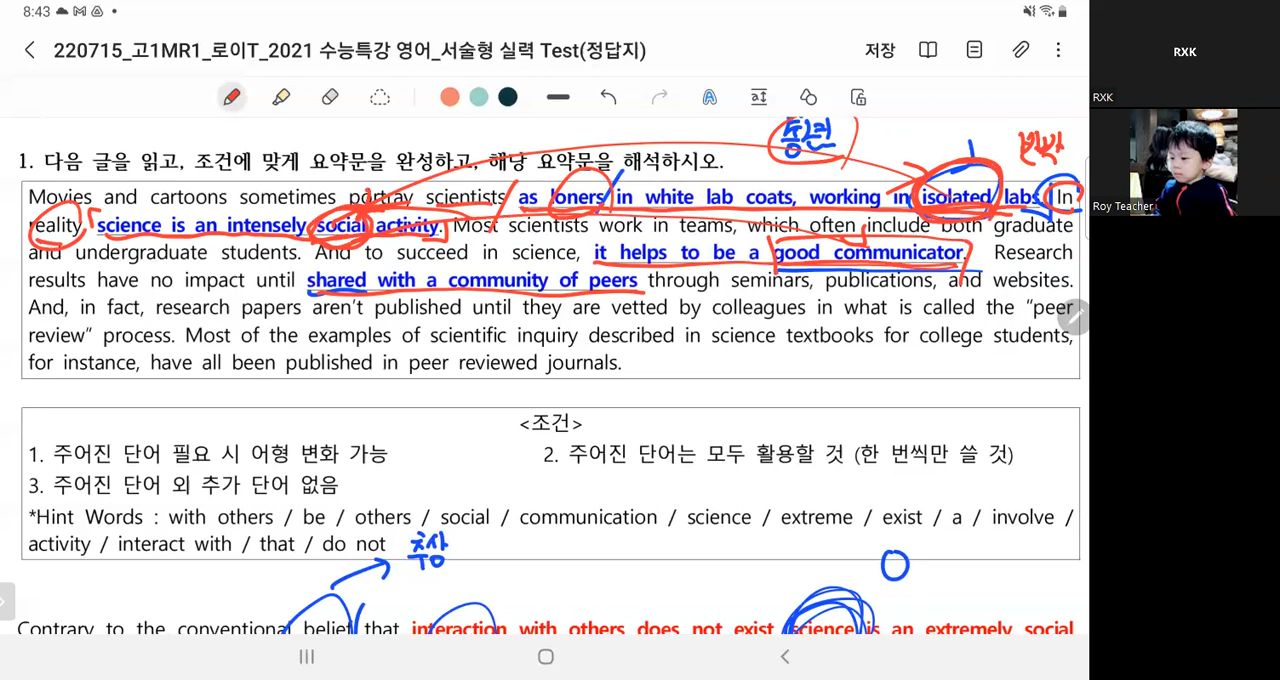 8:43
220715_고1MR1_로이T_2021 수능특강 영어_서술형 실력 Test(정답지)
저장
RXK
RXK
Roy Teacher
통념
반박
1. 다음 글을 읽고, 조건에 맞게 요약문을 완성하고, 해당 요약문을 해석하시오.
Movies and cartoons sometimes portray scientists as loners in white lab coats, working in isolated labs. In
reality, science is an intensely social activity. Most scientists work in teams, which often include both graduate
and undergraduate students. And to succeed in science, it helps to be a good communicator. Research
results have no impact until shared with a community of peers through seminars, publications, and websites.
And, in fact, research papers aren't published until they are vetted by colleagues in what is called the "peer
review" process. Most of the examples of scientific inquiry described in science textbooks for college students,
for instance, have all been published in peer reviewed journals.
<조건>
1. 주어진 단어 필요 시 어형 변화 가능 2. 주어진 단어는 모두 활용할 것 (한 번씩만 쓸 것)
3. 주어진 단어 외 추가 단어 없음
*Hint Words : with others / be / others / social / communication / science / extreme / exist / a / involve /
activity / interact with / that / do not
추상
Contrary to the conventional belief that interaction with others does not exist science is an extremely social